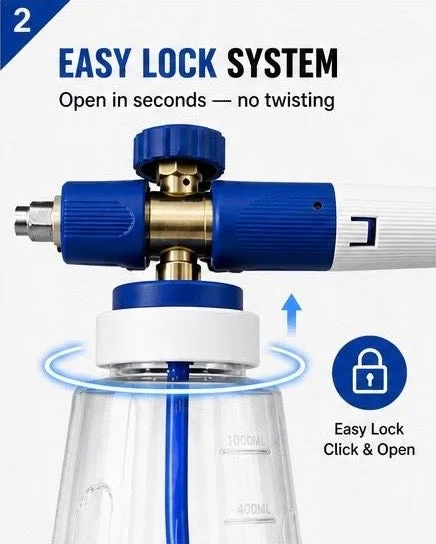 2
EASY LOCK SYSTEM
Open in seconds — no twisting
1000ML
400ML
Easy Lock
Click & Open